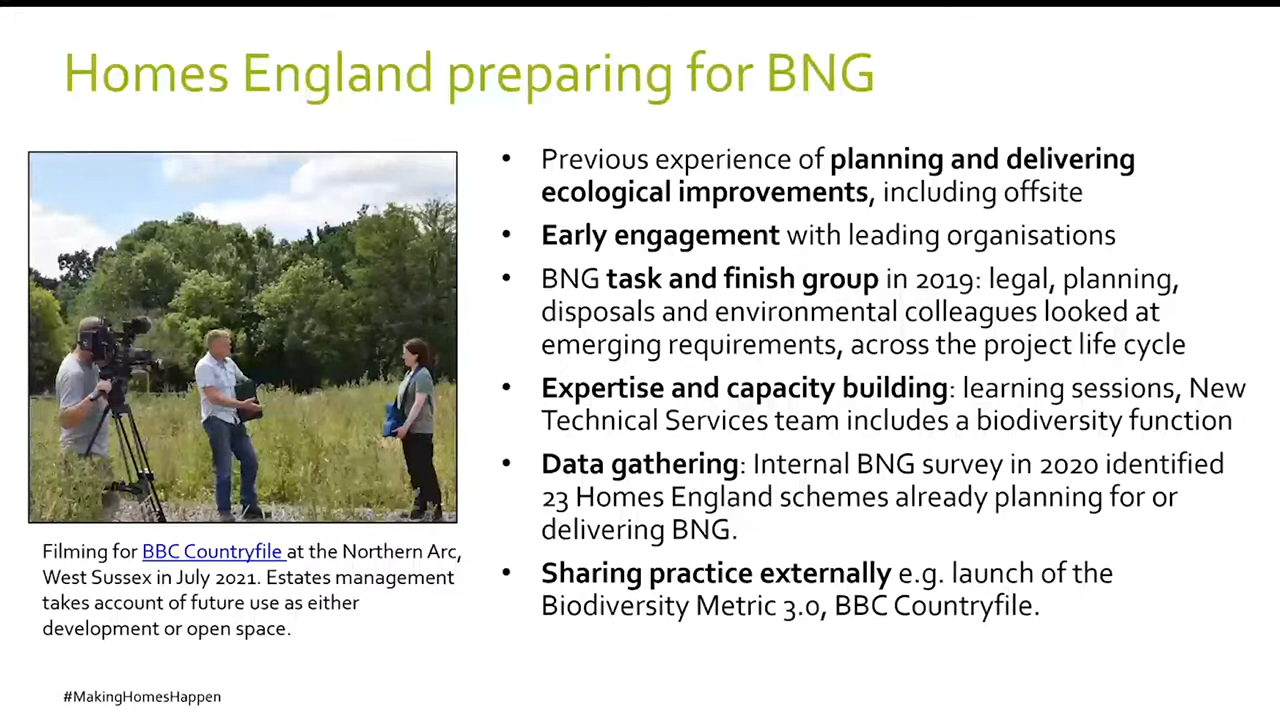 Homes England preparing for BNG
• Previous experience of planning and delivering
ecological improvements, including offsite
• Early engagement with leading organisations
• BNG task and finish group in 2019: legal, planning,
disposals and environmental colleagues looked at
emerging requirements, across the project life cycle
• Expertise and capacity building: learning sessions, New
Technical Services team includes a biodiversity function
• Data gathering: Internal BNG survey in 2020 identified
23 Homes England schemes already planning for or
delivering BNG.
• Sharing practice externally e.g. launch of the
Biodiversity Metric 3.0, BBC Countryfile.
Filming for BBC Countryfile at the Northern Arc,
West Sussex in July 2021. Estates management
takes account of future use as either
development or open space.
#MakingHomesHappen